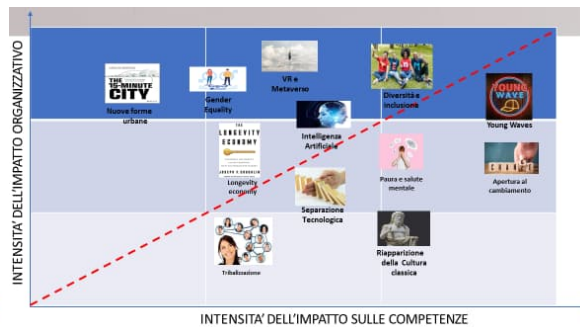 INTENSITA' DELL'IMPATTO ORGANIZZATIVO
THE
15-MINUTE
CITY
Nuove forme
urbane
Gender
Equality
VR e
Metaverso
Diversità e
Inclusione
YOUNG
WAVE
Young Waves
THE
LONGEVITY
ECONOMY
JOSEPH F. COUGHLIN
Longevity
economy
Intelligenza
Artificiale
Paura e salute
mentale
CHANGE
Apertura al
cambiamento
Separazione
Tecnologica
Tribalizzazione
Riapparizione
della Cultura
classica
INTENSITA' DELL'IMPATTO SULLE COMPETENZE